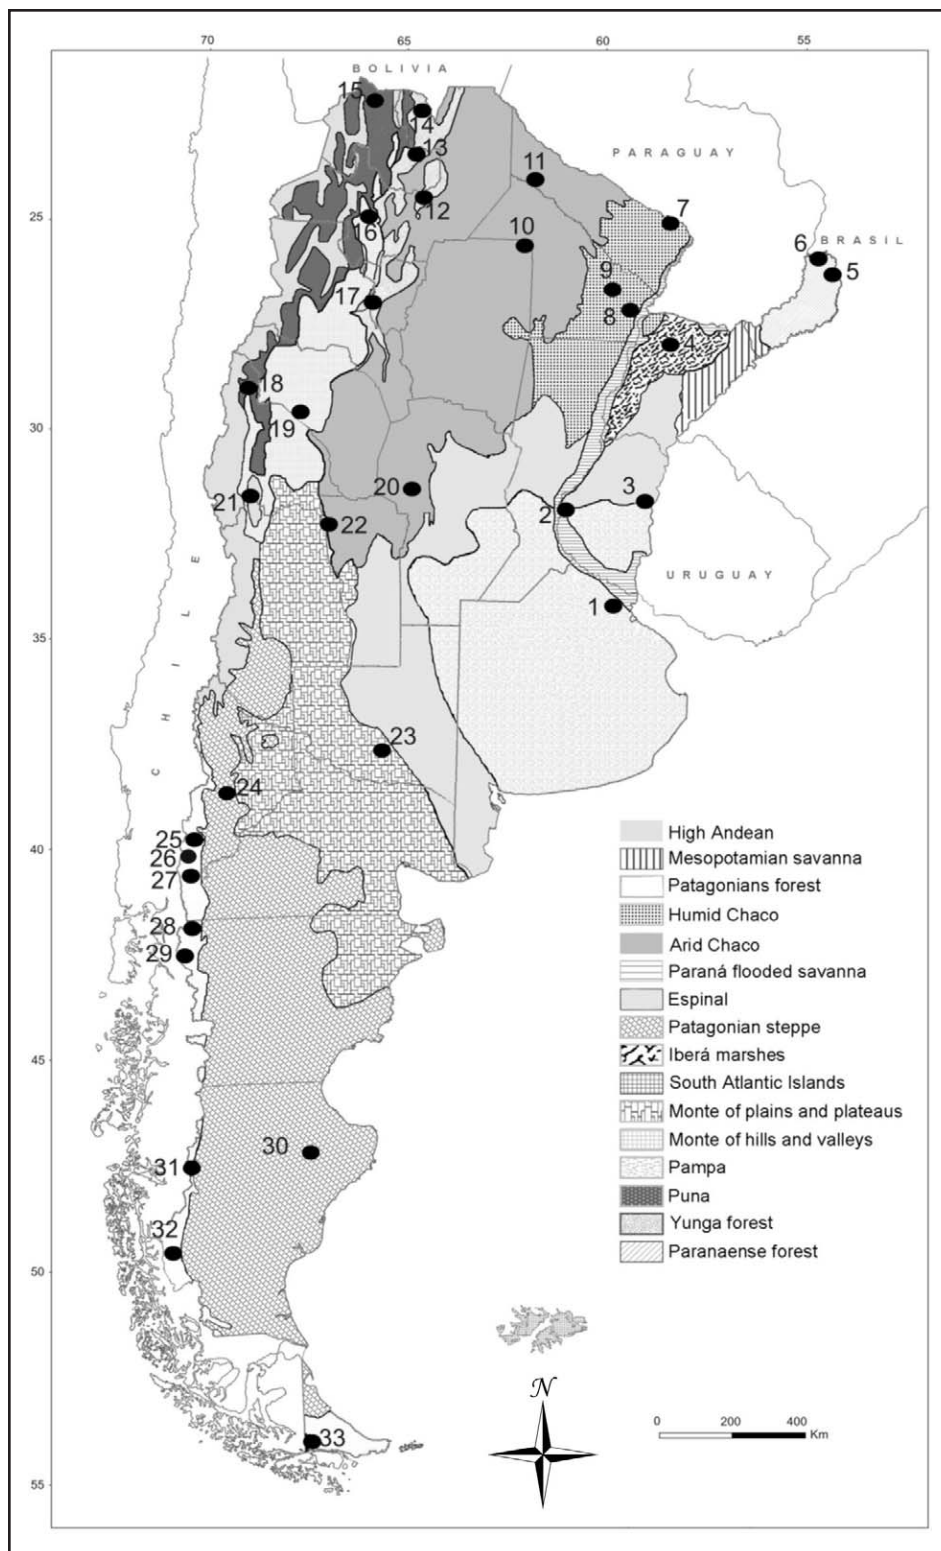 70 65 60 55
BOLIVIA
15
14
13
11
PARAGUAY
12
25
16
10
7
6 BRASIL
5
9
17
8
4
18
19
30
20
3
21
2
22
URUGUAY
1
CHILE
35
23
24
25
40
26
27
28
29
45
30
31
32
50
33
55
High Andean
Mesopotamian savanna
Patagonians forest
Humid Chaco
Arid Chaco
Paraná flooded savanna
Espinal
Patagonian steppe
Iberá marshes
South Atlantic Islands
Monte of plains and plateaus
Monte of hills and valleys
Pampa
Puna
Yunga forest
Paranaense forest
N
0 200 400
Km